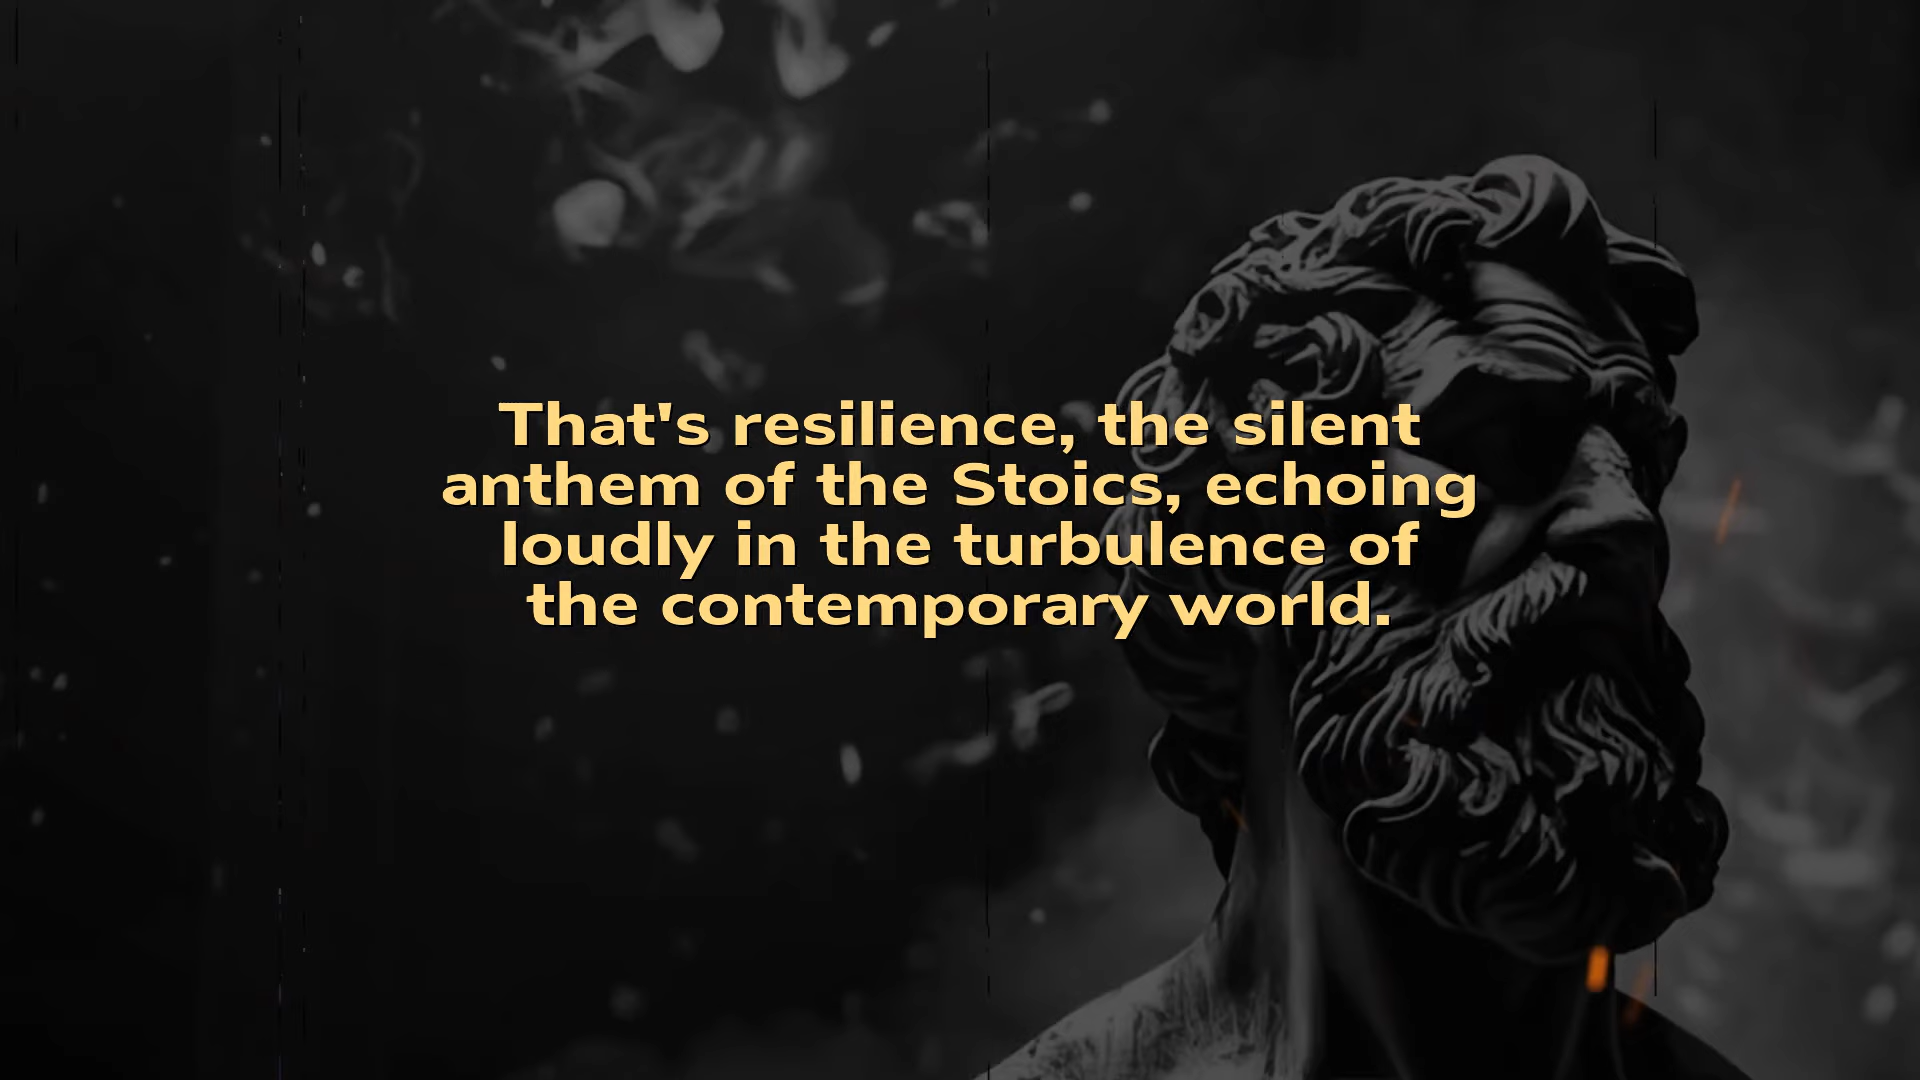 That's resilience, the silent
anthem of the Stoics, echoing
loudly in the turbulence of
the contemporary world.